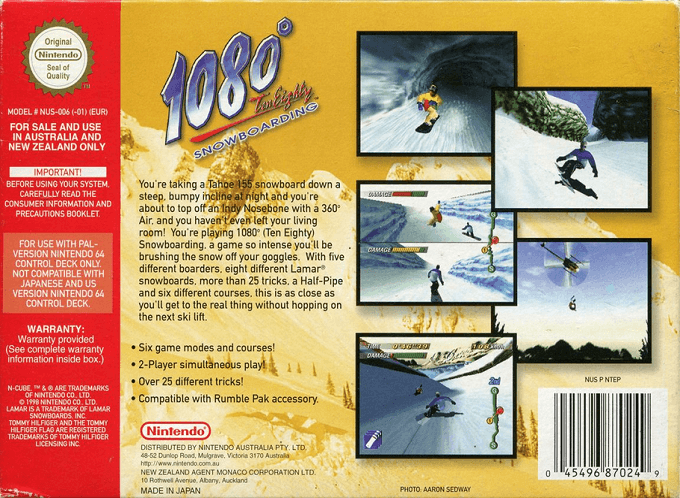 Original
Nintendo
Seal of
Quality
TM
MODEL # NUS-006 (-01) (EUR)
FOR SALE AND USE
IN AUSTRALIA AND
NEW ZEALAND ONLY
IMPORTANT!
BEFORE USING YOUR SYSTEM.
CAREFULLY READ THE
CONSUMER INFORMATION AND
PRECAUTIONS BOOKLET.
FOR USE WITH PAL-
VERSION NINTENDO 64
CONTROL DECK ONLY.
NOT COMPATIBLE WITH
JAPANESE AND US
VERSION NINTENDO 64
CONTROL DECK.
WARRANTY:
Warranty provided
(See complete warranty
information inside box.)
N-CUBE. ™ & ® ARE TRADEMARKS
OF NINTENDO CO., LTD.
© 1998 NINTENDO CO., LTD.
LAMAR IS A TRADEMARK OF LAMAR
SNOWBOARDS, INC.
TOMMY HILFIGER AND THE TOMMY
HILFIGER FLAG ARE REGISTERED
TRADEMARKS OF TOMMY HILFIGER
LICENSING INC.
1080°
TenEighty
SNOWBOARDING
You're taking a Tahoe 155 snowboard down a
steep, bumpy incline at night and you're
about to top off an Indy Nosebone with a 360°
Air, and you haven't even left your living
room! You're playing 1080° (Ten Eighty)
Snowboarding, a game so intense you'll be
brushing the snow off your goggles. With five
different boarders, eight different Lamar®
snowboards, more than 25 tricks, a Half-Pipe
and six different courses, this is as close as
you'll get to the real thing without hopping on
the next ski lift.
• Six game modes and courses!
• 2-Player simultaneous play!
• Over 25 different tricks!
• Compatible with Rumble Pak accessory.
Nintendo®
DISTRIBUTED BY NINTENDO AUSTRALIA PTY. LTD.
48-52 Dunlop Road, Mulgrave, Victoria 3170 Australia
http://www.nintendo.com.au
NEW ZEALAND AGENT MONACO CORPORATION LTD.
10 Rothwell Avenue, Albany, Auckland
MADE IN JAPAN
DAMAGE
DAMAGE
TIME
DAMAGE
2nd
PHOTO: AARON SEDWAY
NUS P NTEP
0 45496 87024 9